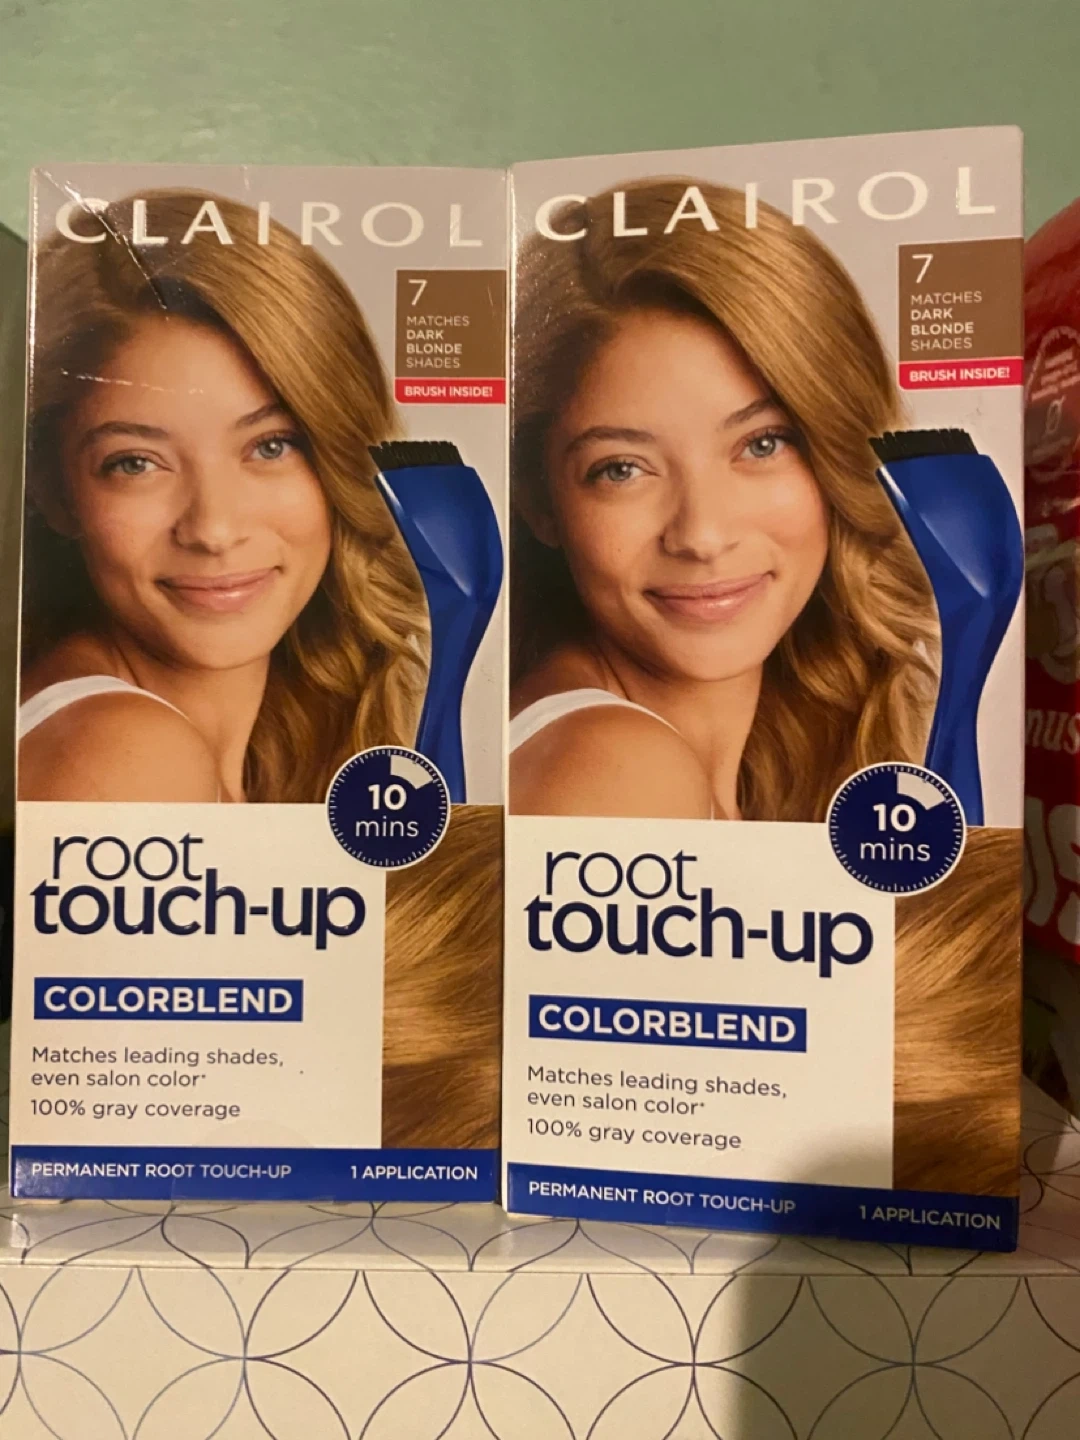 CLAIROL
7
MATCHES
DARK
BLONDE
SHADES
BRUSH INSIDE!
10
mins
root
touch-up
COLORBLEND
Matches leading shades,
even salon color*
100% gray coverage
PERMANENT ROOT TOUCH-UP 1 APPLICATION
CLAIROL
7
MATCHES
DARK
BLONDE
SHADES
BRUSH INSIDE!
10
mins
root
touch-up
COLORBLEND
Matches leading shades,
even salon color*
100% gray coverage
PERMANENT ROOT TOUCH-UP 1 APPLICATION